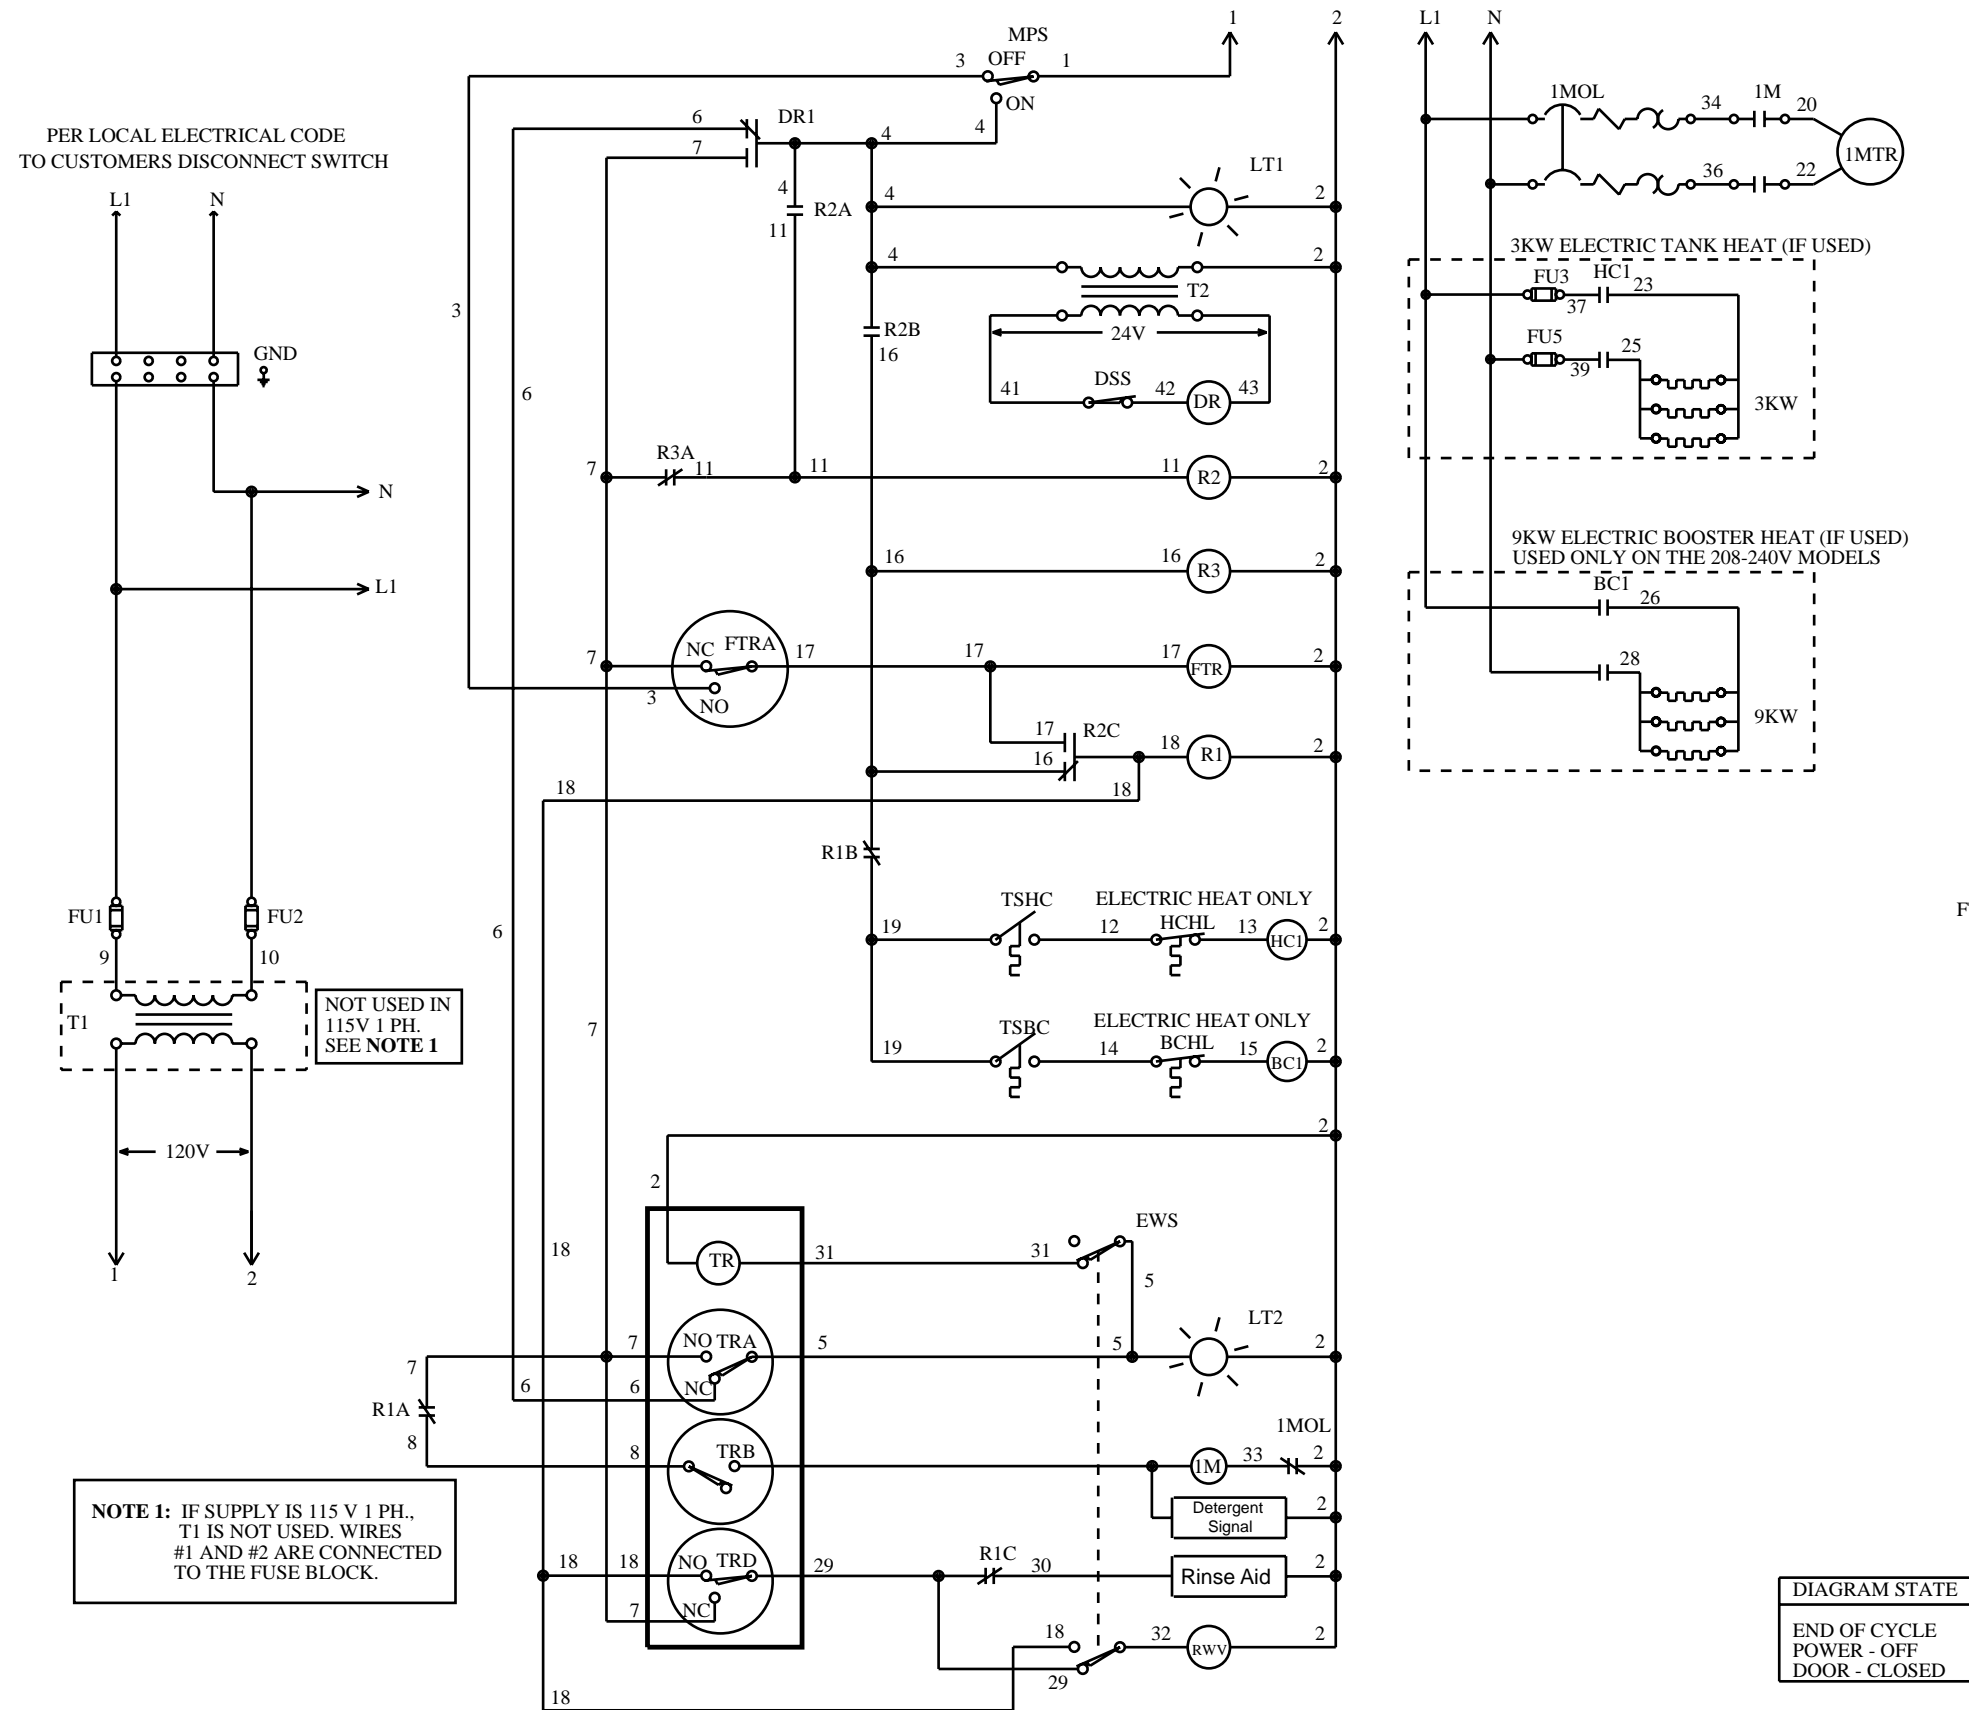 PER LOCAL ELECTRICAL CODE
TO CUSTOMERS DISCONNECT SWITCH
L1 N
GND
N
L1
FU1 FU2
9 10
T1
NOT USED IN
115V 1 PH.
SEE NOTE 1
120V
1 2
NOTE 1: IF SUPPLY IS 115 V 1 PH.,
T1 IS NOT USED. WIRES
#1 AND #2 ARE CONNECTED
TO THE FUSE BLOCK.
1 2
MPS
3 OFF 1
ON
6 DR1 4 4
7
LT1
4 R2A 4 2
11
4 2
T2
3
R2B 24V
16
6
DSS
41 42 DR 43
R3A
7 11 11 11 R2 2
16 16 R3 2
7 NC FTRA 17 17 17 FTR 2
3 NO
17 R2C
16 18 R1 2
18 18
R1B
TSHC ELECTRIC HEAT ONLY
HCHL
19 12 13 HC1 2
6
7
TSBC ELECTRIC HEAT ONLY
BCHL
19 14 15 BC1 2
2
2
EWS
18 TR 31 31
5
LT2
7 7 NO TRA 5 5 2
6 6 NC
R1A
8 8 TRB 1MOL
1M 33 2
Detergent
Signal
2
18 18 NO TRD 29 R1C 30 Rinse Aid 2
7 NC
18 32 RWV 2
29
18
L1 N
1MOL 34 1M 20
36 22 1MTR
3KW ELECTRIC TANK HEAT (IF USED)
FU3 HC1 23
37
FU5 25
39
3KW
9KW ELECTRIC BOOSTER HEAT (IF USED)
USED ONLY ON THE 208-240V MODELS
BC1
26
28
9KW
F
DIAGRAM STATE
END OF CYCLE
POWER - OFF
DOOR - CLOSED